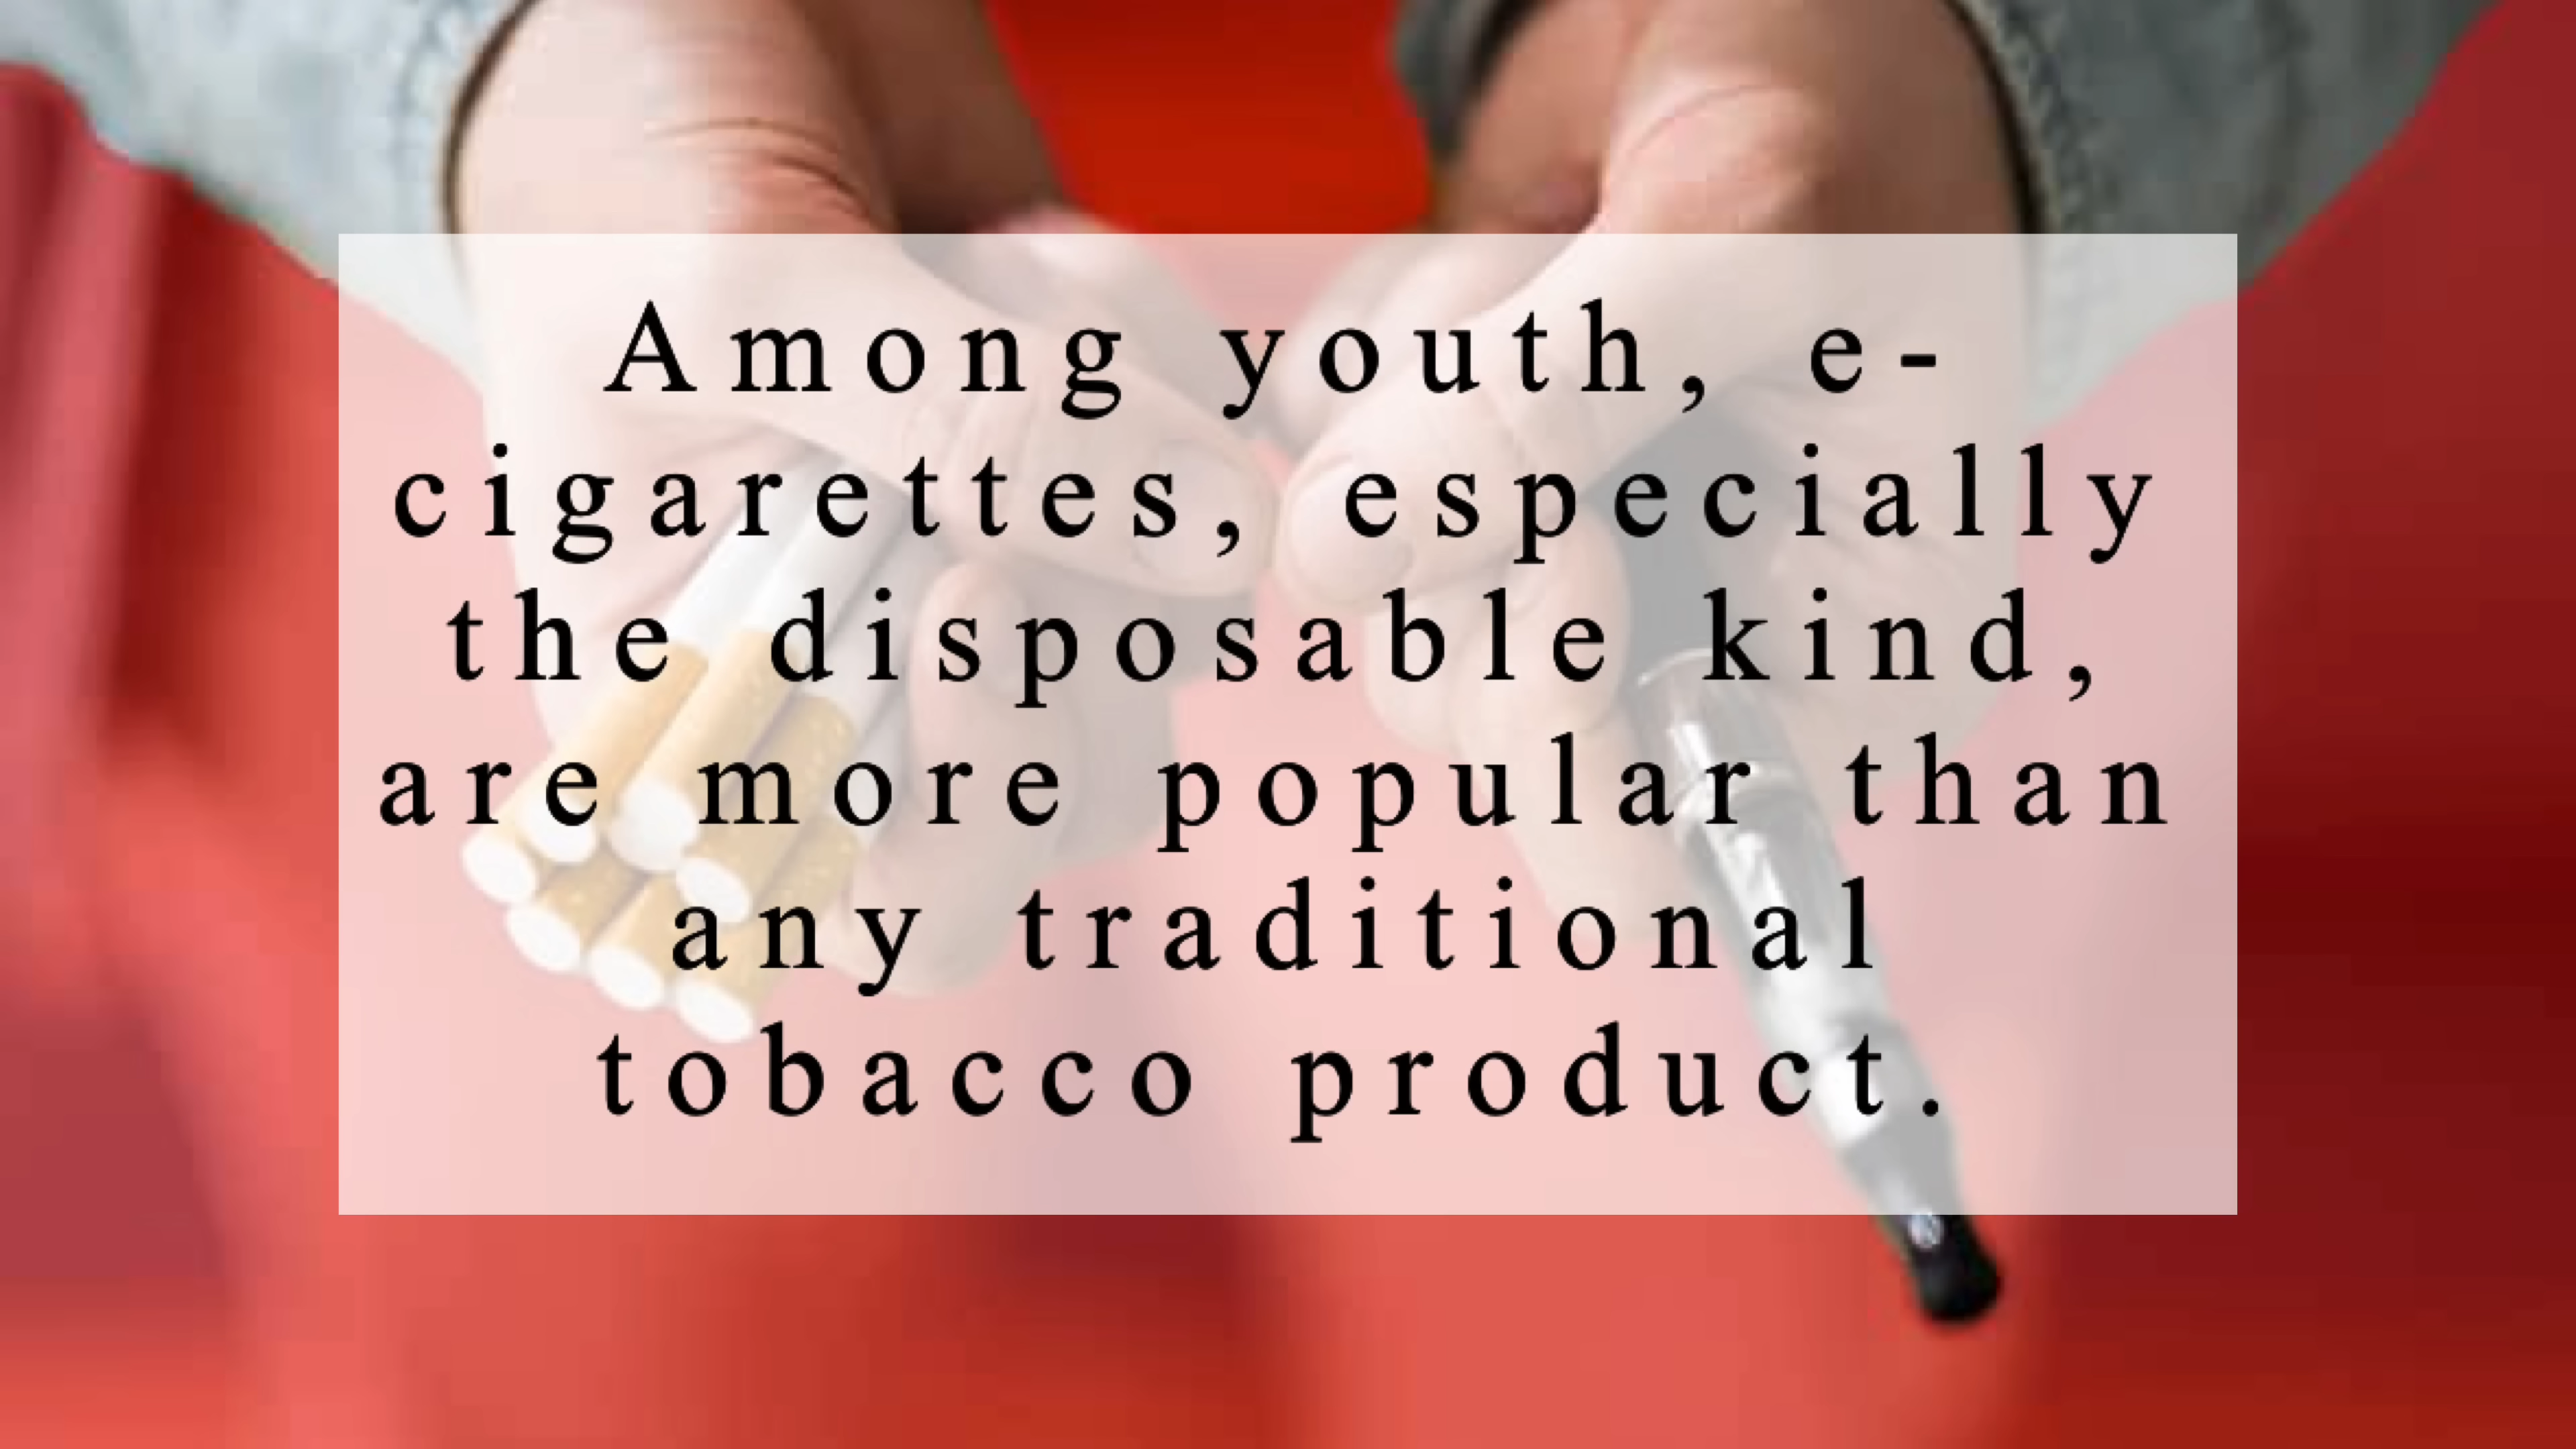 Among youth, e-
cigarettes, especially
the disposable kind,
are more popular than
any traditional
tobacco product.